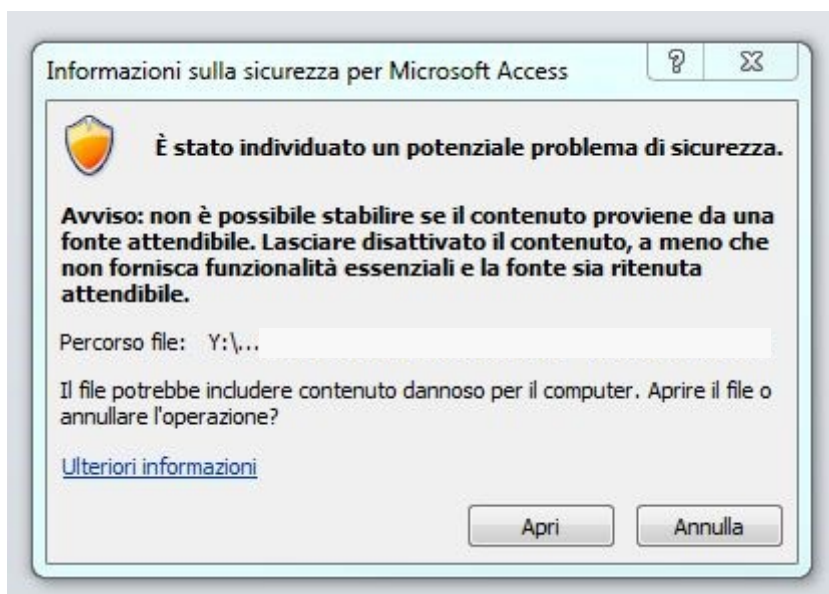 Informazioni sulla sicurezza per Microsoft Access
È stato individuato un potenziale problema di sicurezza.
Avviso: non è possibile stabilire se il contenuto proviene da una
fonte attendibile. Lasciare disattivato il contenuto, a meno che
non fornisca funzionalità essenziali e la fonte sia ritenuta
attendibile.
Percorso file: Y:\...
Il file potrebbe includere contenuto dannoso per il computer. Aprire il file o
annullare l'operazione?
Ulteriori informazioni
Apri Annulla